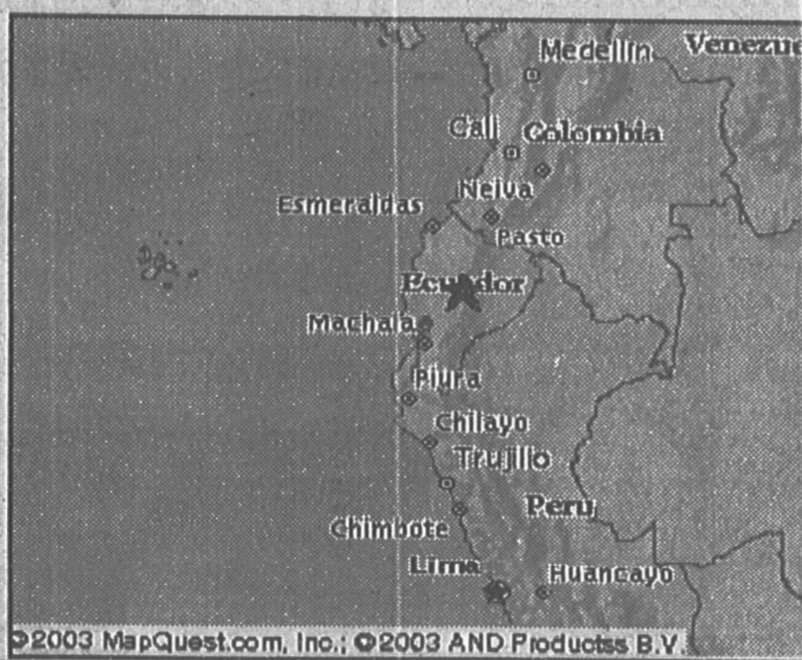 Medellín
Venezue
Cali
Colombia
Neiva
Esmeraldas
Pasto
Ecuador
Machala
Piura
Chilayo
Trujillo
Peru
Chimbote
Lima
Huancayo
©2003 MapQuest.com, Inc.; ©2003 AND Productss B.V.